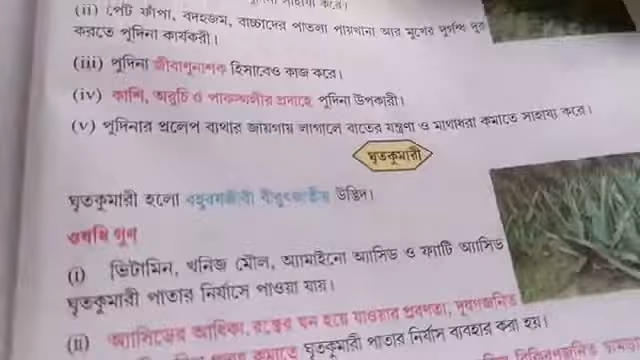 (ii) পেট ফাঁপা, বদহজম, বাচ্চাদের পাতলা পায়খানা আর মুখের দুর্গন্ধ দূর
করতে পুদিনা কার্যকরী।
(iii) পুদিনা জীবাণুনাশক হিসাবেও কাজ করে।
(iv) কাশি, অরুচি ও পাকস্থলীর প্রদাহে পুদিনা উপকারী।
(v) পুদিনার প্রলেপ ব্যথার জায়গায় লাগালে বাতের যন্ত্রণা ও মাথাধরা কমাতে সাহায্য করে।
ঘৃতকুমারী
ঘৃতকুমারী হলো বহুবর্ষজীবী বীরুৎজাতীয় উদ্ভিদ।
ওষধি গুণ
(i) ভিটামিন, খনিজ মৌল, অ্যামাইনো অ্যাসিড ও ফ্যাটি অ্যাসিড
ঘৃতকুমারী পাতার নির্যাসে পাওয়া যায়।
(ii) অ্যাসিডের আধিক্য, রক্তের ঘন হয়ে যাওয়ার প্রবণতা, দূষণজনিত
কমাতে ঘৃতকুমারী পাতার নির্যাস ব্যবহার করা হয়।